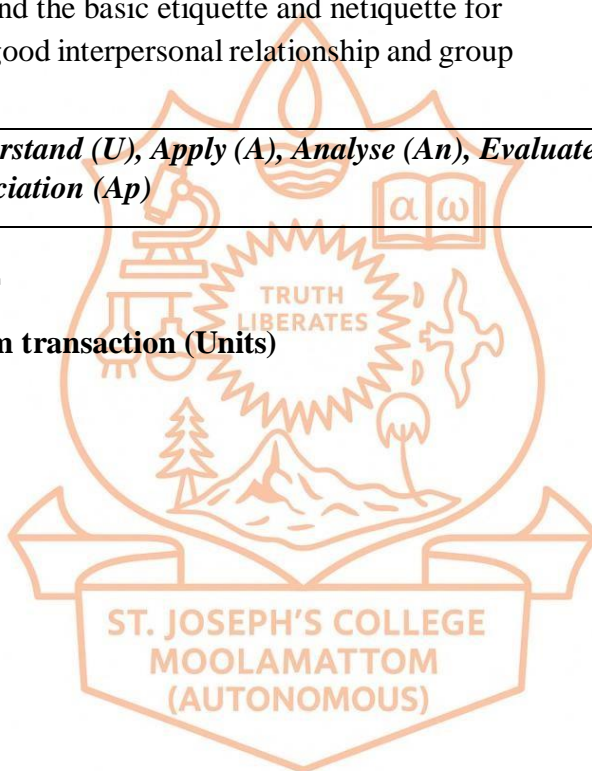 nd the basic etiquette and netiquette for
good interpersonal relationship and group
rstand (U), Apply (A), Analyse (An), Evaluate
ciation (Ap)
α ω
TRUTH
LIBERATES
m transaction (Units)
ST. JOSEPH'S COLLEGE
MOOLAMATTOM
(AUTONOMOUS)